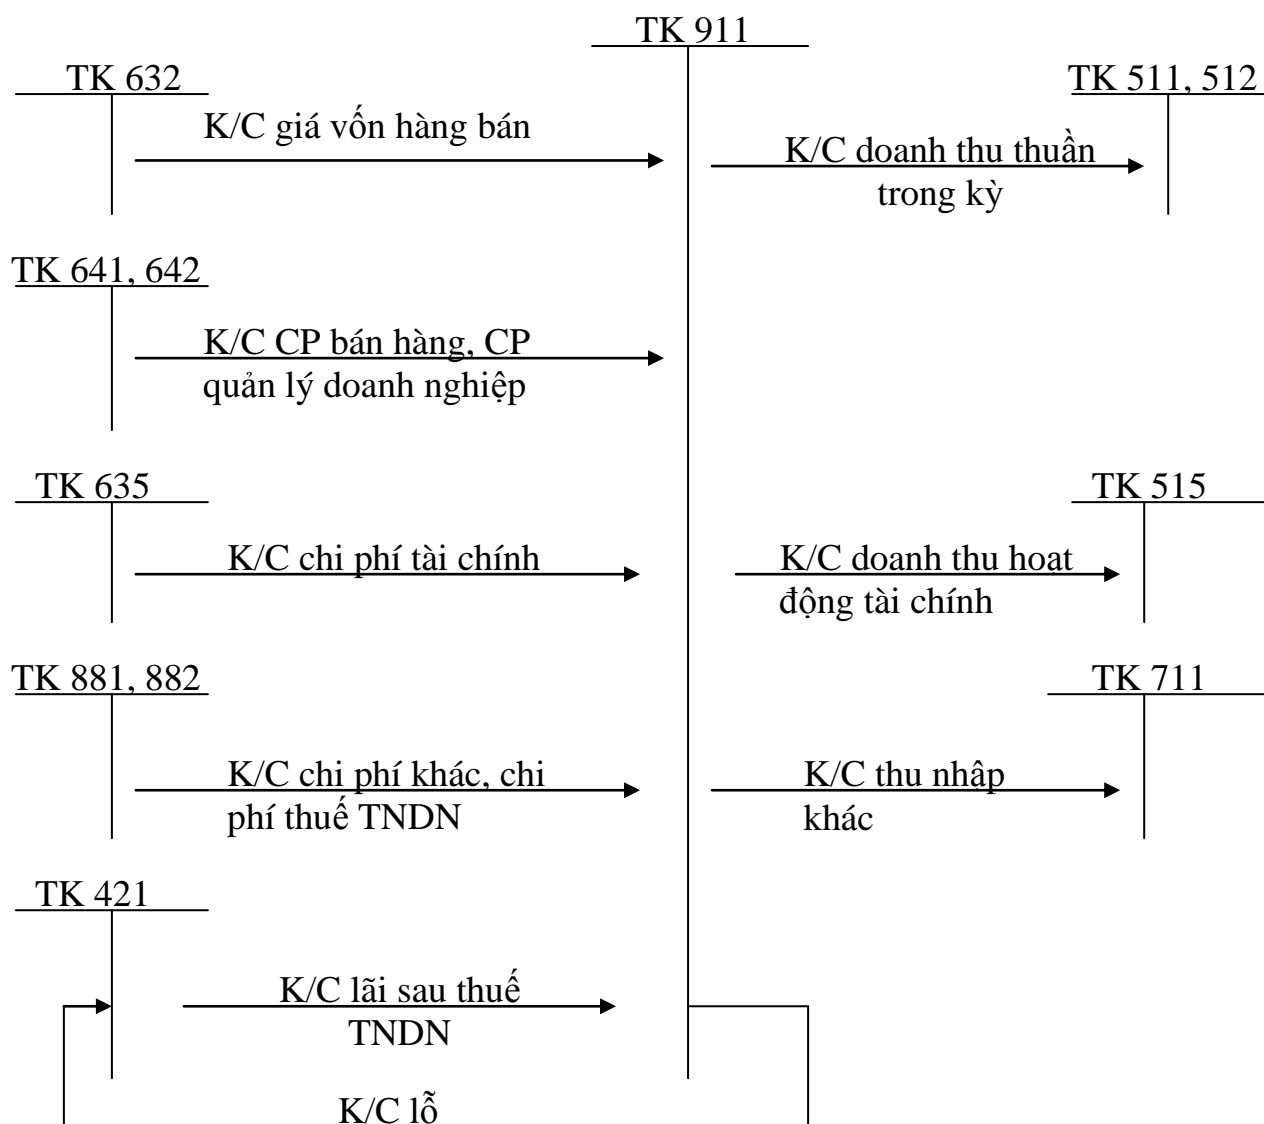 TK 911
TK 632
TK 511, 512
K/C giá vốn hàng bán
K/C doanh thu thuần
trong kỳ
TK 641, 642
K/C CP bán hàng, CP
quản lý doanh nghiệp
TK 635
TK 515
K/C chi phí tài chính
K/C doanh thu hoạt
động tài chính
TK 881, 882
TK 711
K/C chi phí khác, chi
phí thuế TNDN
K/C thu nhập
khác
TK 421
K/C lãi sau thuế
TNDN
K/C lỗ